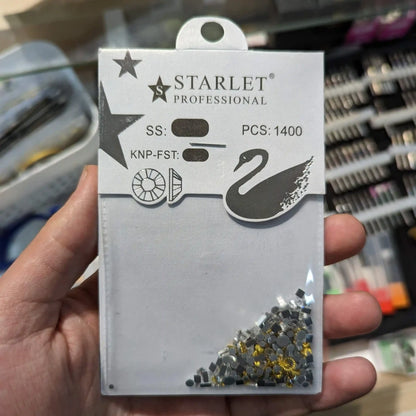 S STARLET®
PROFESSIONAL
SS: PCS: 1400
KNP-FST: